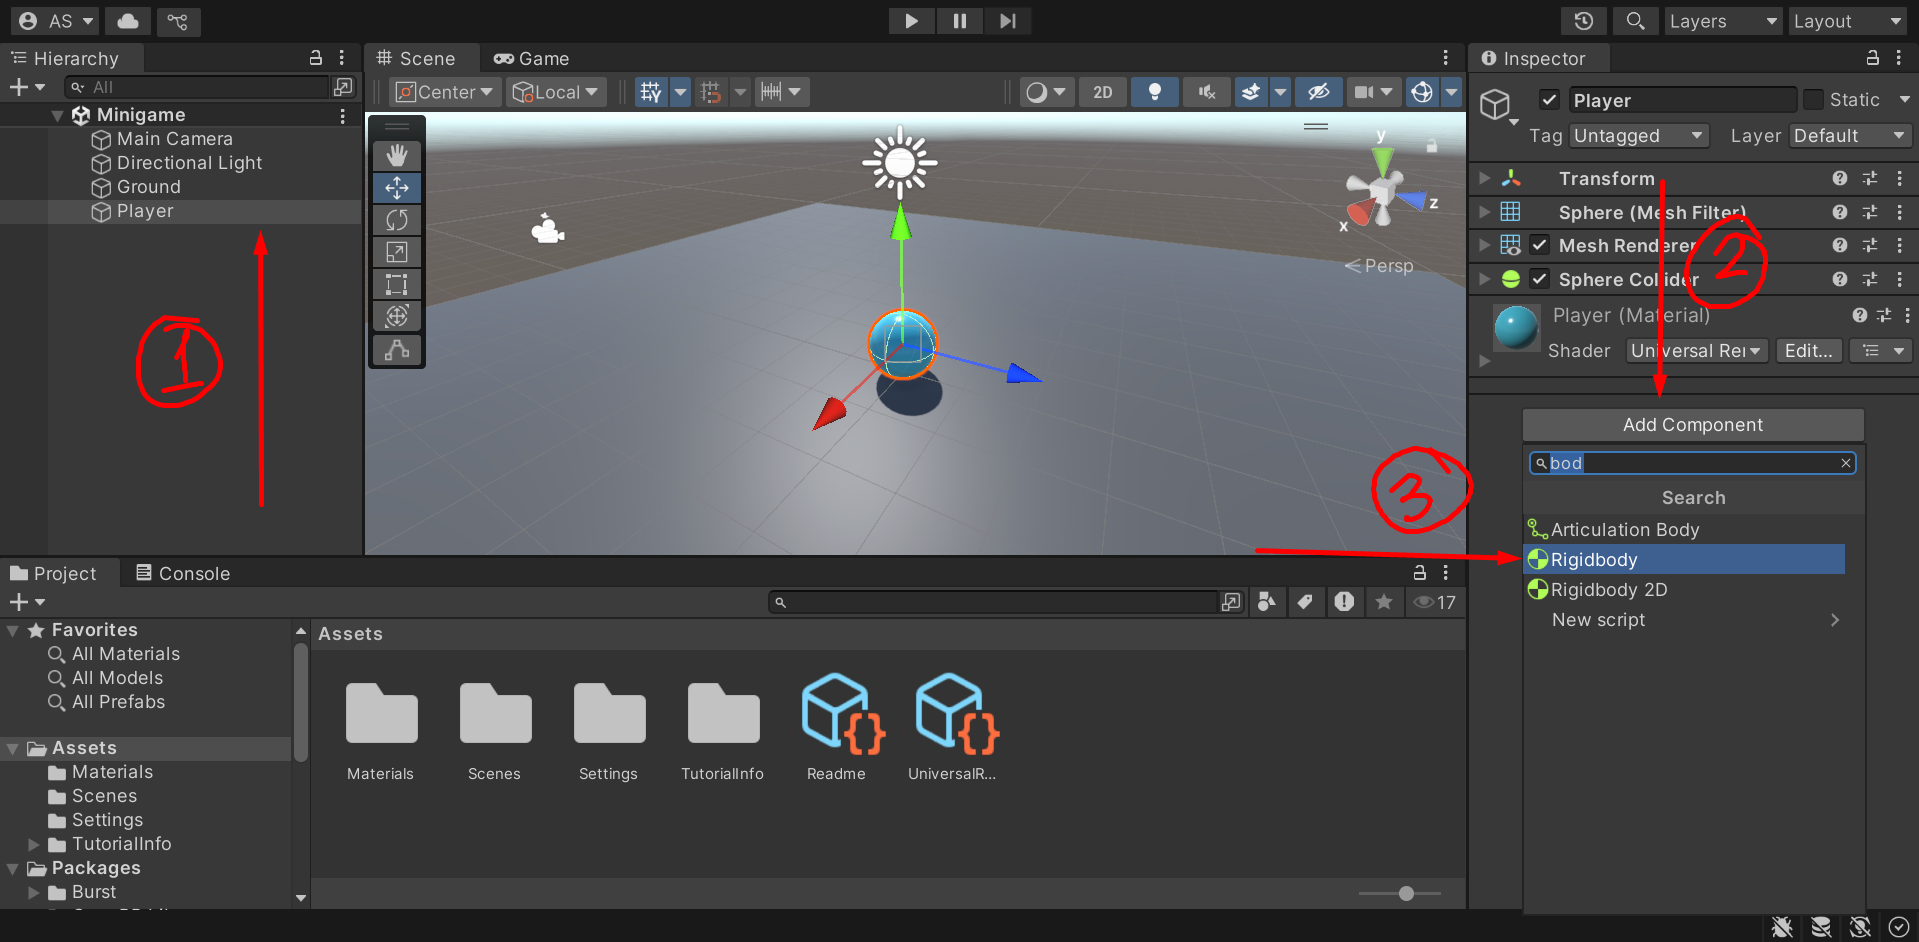 AS
Layers
Layout
Hierarchy
All
Minigame
Main Camera
Directional Light
Ground
Player
1
Scene
Game
Center
Local
2D
y
z
x
Persp
Inspector
Player
Static
Tag Untagged
Layer Default
Transform
Sphere (Mesh Filter)
Mesh Renderer
Sphere Collider
2
Player (Material)
Shader Universal Rer Edit...
Add Component
bod
Search
Articulation Body
Rigidbody
Rigidbody 2D
New script
3
Project
Console
17
Favorites
All Materials
All Models
All Prefabs
Assets
Materials
Scenes
Settings
TutorialInfo
Packages
Burst
Assets
Materials
Scenes
Settings
TutorialInfo
Readme
UniversalR...